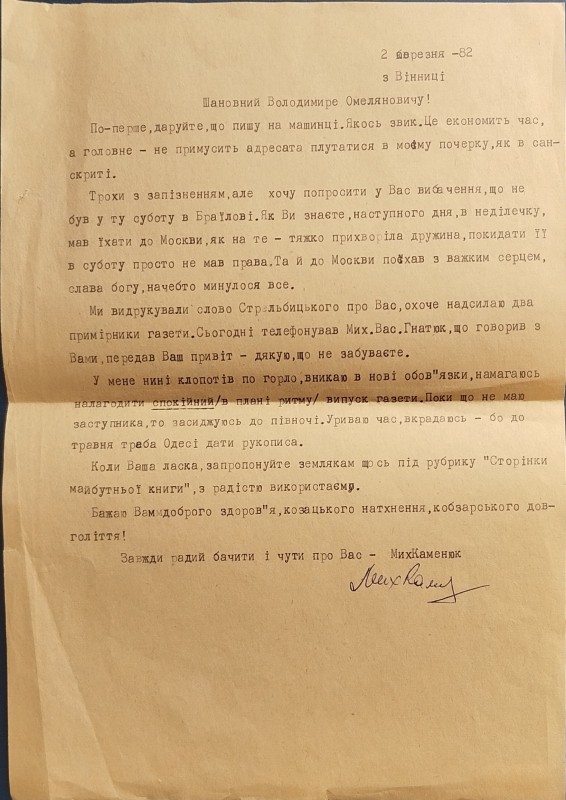 2 березня -82
з Вінниці
Шановний Володимире Омеляновичу!
По-перше,даруйте,що пишу на машинці.Якось звик.Це економить час,
а головне - не примусить адресата плутатися в моєму почерку,як в сан-
скриті.
Трохи з запізненням,але хочу попросити у Вас вибачення,що не
був у ту суботу в Браїлові.Як Ви знаєте,наступного дня,в неділечку,
мав їхати до Москви,як на те - тяжко прихворіла дружина,покидати її
в суботу просто не мав права.Та й до Москви поїхав з важким серцем,
слава богу,начебто минулося все.
Ми видрукували слово Стрельбицького про Вас,охоче надсилаю два
примірники газети.Сьогодні телефонував Мих.Вас.Гнатюк,що говорив з
Вами,передав Ваш привіт - дякую,що не забуваєте.
У мене нині клопотів по горло,вникаю в нові обов"язки,намагаюсь
налагодити спокійний/в плані ритму/ випуск газети.Поки що не маю
заступника,то засиджуюсь до півночі.Уриваю час,вкрадаюсь - бо до
травня траба Одесі дати рукописа.
Коли Ваша ласка,запропонуйте землякам щось під рубрику "Сторінки
майбутньої книги",з радістю використаєму.
Бажаю Ваммдоброго здоров"я,козацького натхнення,кобзарського дов-
голіття!
Завжди радий бачити і чути про Вас - МихКаменюк
МихКам